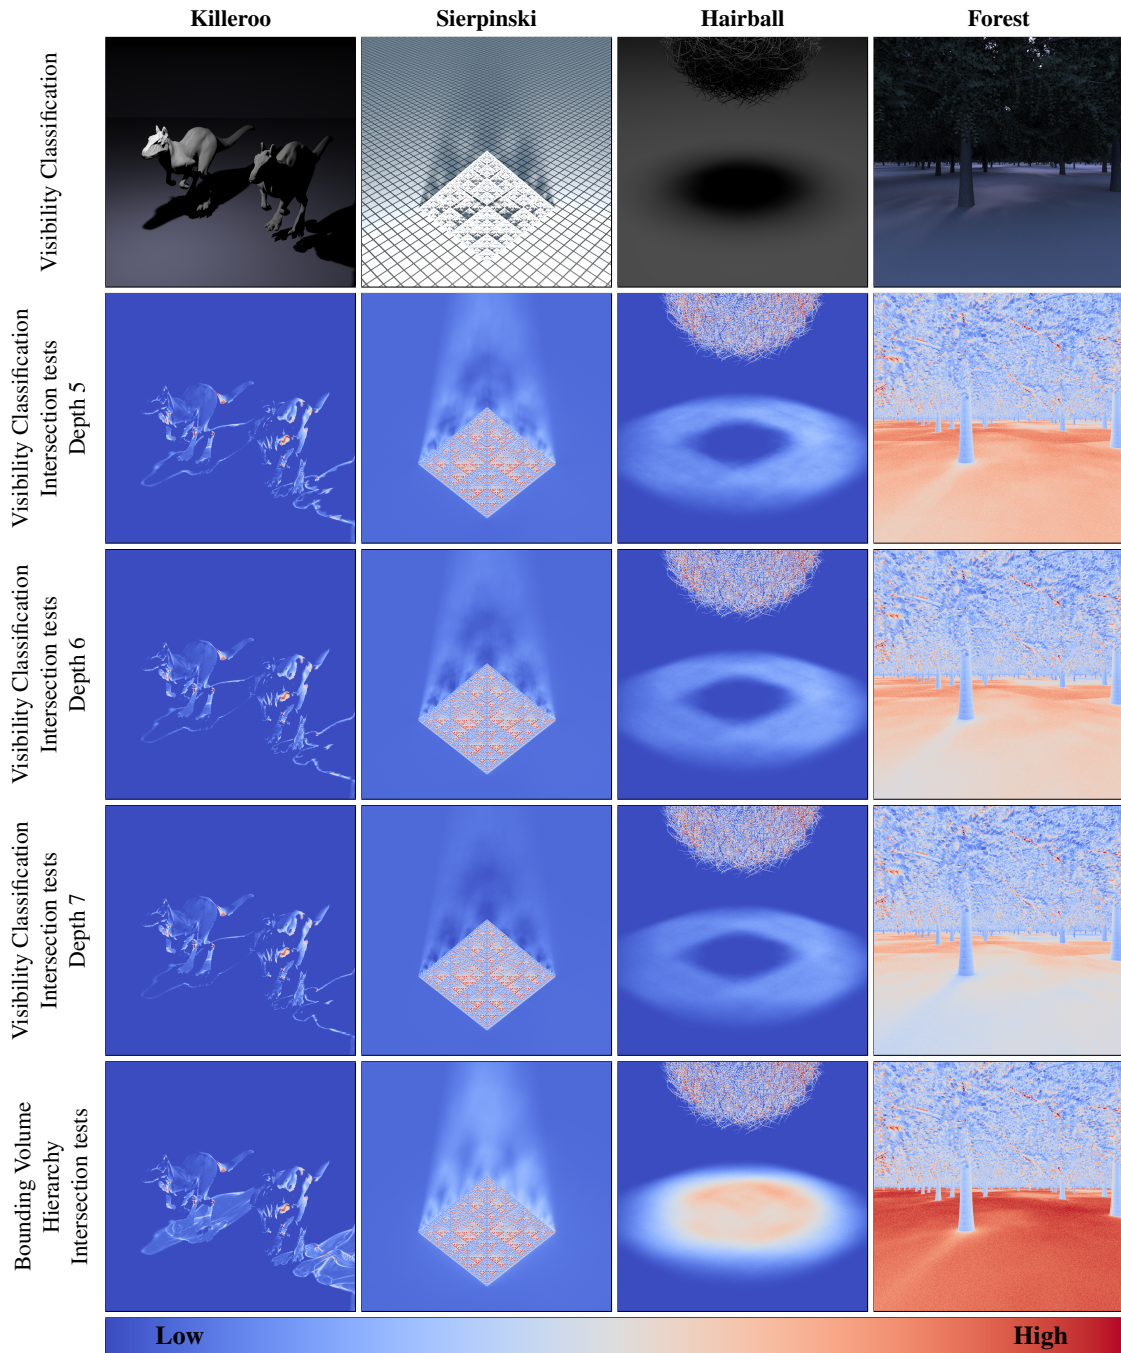 Killeroo Sierpinski Hairball Forest
Visibility Classification
Visibility Classification
Intersection tests
Depth 5
Visibility Classification
Intersection tests
Depth 6
Visibility Classification
Intersection tests
Depth 7
Bounding Volume
Hierarchy
Intersection tests
Low High